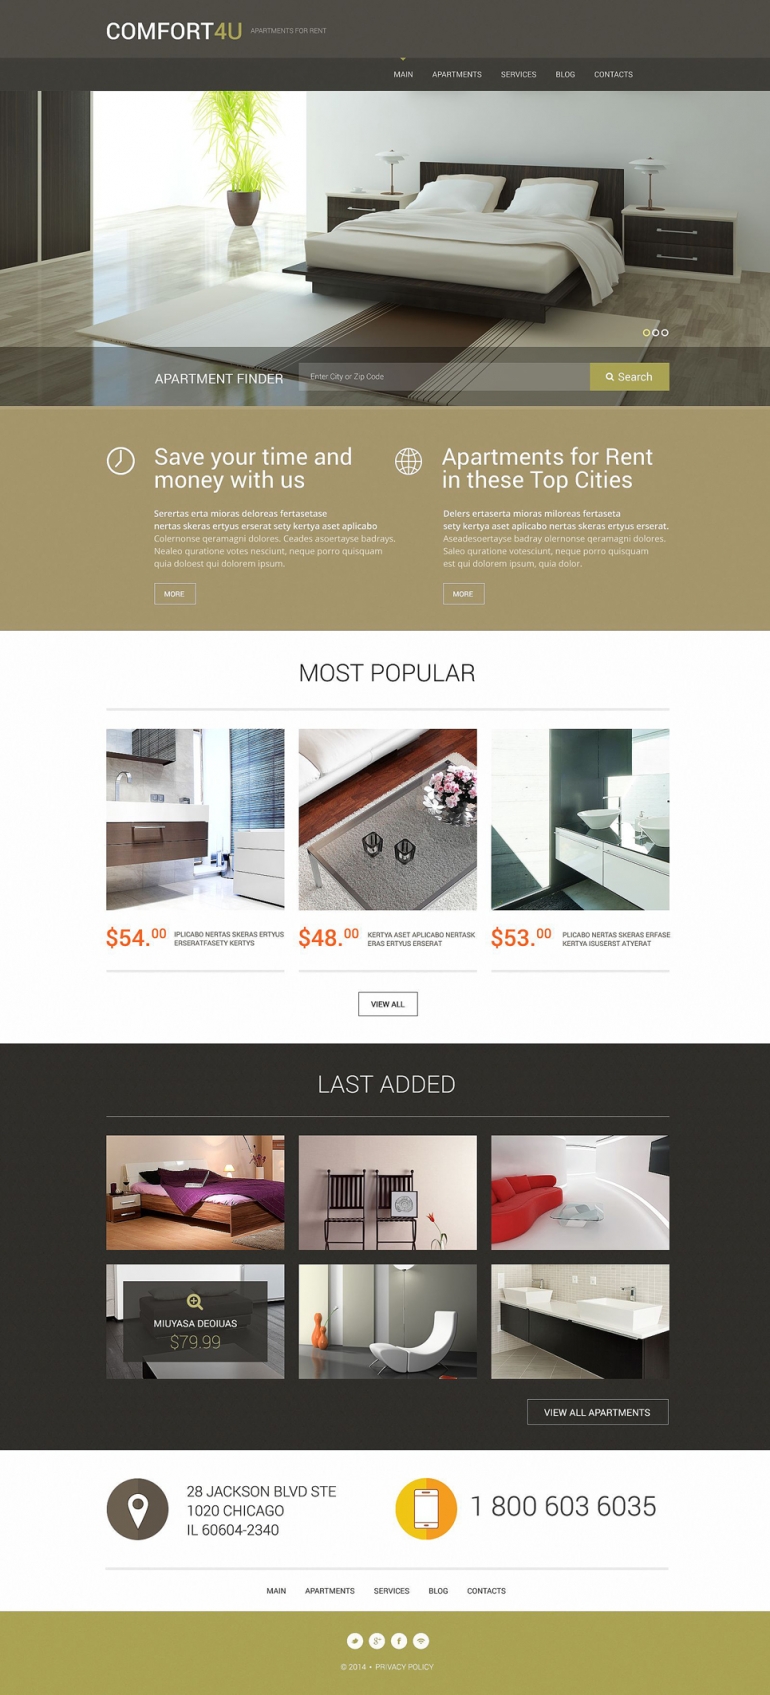 COMFORT4U APARTMENTS FOR RENT
MAIN APARTMENTS SERVICES BLOG CONTACTS
APARTMENT FINDER Enter City or Zip Code Search
Save your time and
money with us
Serertas erta mioras deloreas fertasetase
nertas skeras ertyus erserat sety kertya aset aplicabo
Colernonse qeramagni dolores. Ceades asoertayse badrays.
Nealeo quratione votes nesciunt, neque porro quisquam
quia doloest qui dolorem ipsum.
MORE
Apartments for Rent
in these Top Cities
Delers ertaserta mioras miloreas fertaseta
sety kertya aset aplicabo nertas skeras ertyus erserat.
Aseadesoertayse badray olernonse qeramagni dolores.
Saleo quratione votesciunt, neque porro quisquam
est qui dolorem ipsum, quia dolor.
MORE
MOST POPULAR
$54.00 IPLICABO NERTAS SKERAS ERTYUS
ERSERATFASETY KERTYS
$48.00 KERTYA ASET APLICABO NERTASK
ERAS ERTYUS ERSERAT
$53.00 PLICABO NERTAS SKERAS ERFASE
KERTYA ISUSERST ATYERAT
VIEW ALL
LAST ADDED
MIUYASA DEOIUAS
$79.99
VIEW ALL APARTMENTS
28 JACKSON BLVD STE
1020 CHICAGO
IL 60604-2340
1 800 603 6035
MAIN APARTMENTS SERVICES BLOG CONTACTS
© 2014 • PRIVACY POLICY